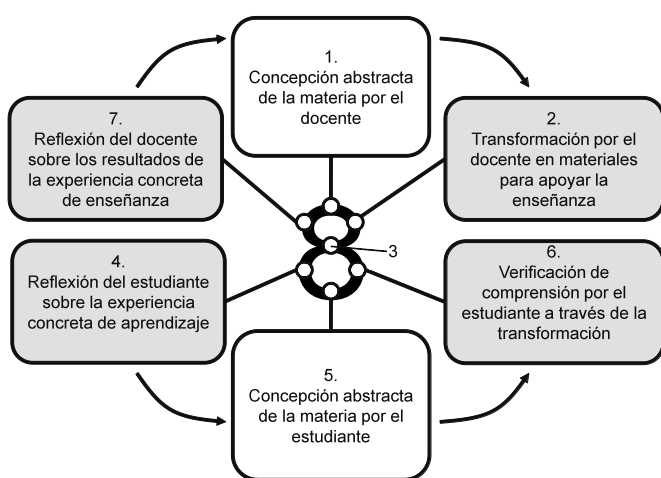 1.
Concepción abstracta
de la materia por el
docente
7.
Reflexión del docente
sobre los resultados de
la experiencia concreta
de enseñanza
2.
Transformación por el
docente en materiales
para apoyar la
enseñanza
3
4.
Reflexión del estudiante
sobre la experiencia
concreta de aprendizaje
6.
Verificación de
comprensión por el
estudiante a través de la
transformación
5.
Concepción abstracta
de la materia por el
estudiante